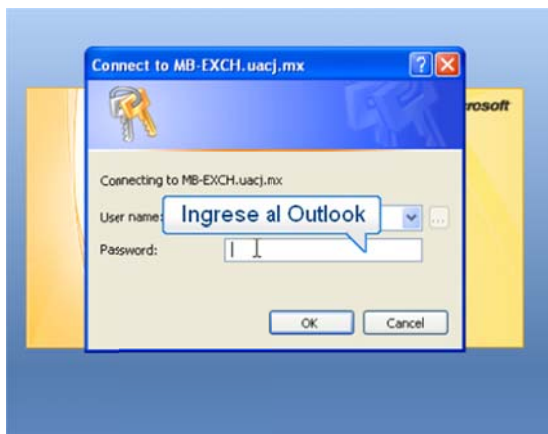 Connect to MB-EXCH.uacj.mx
Connecting to MB-EXCH.uacj.mx
User name:
Ingrese al Outlook
Password:
OK
Cancel